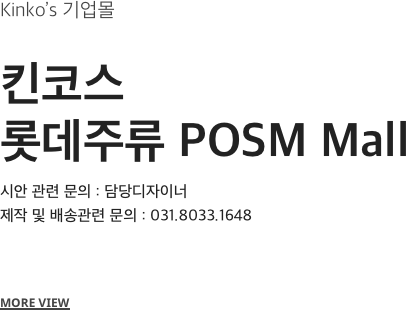 Kinko’s 기업몰
킨코스
롯데주류 POSM Mall
시안 관련 문의 : 담당디자이너
제작 및 배송관련 문의 : 031.8033.1648
MORE VIEW